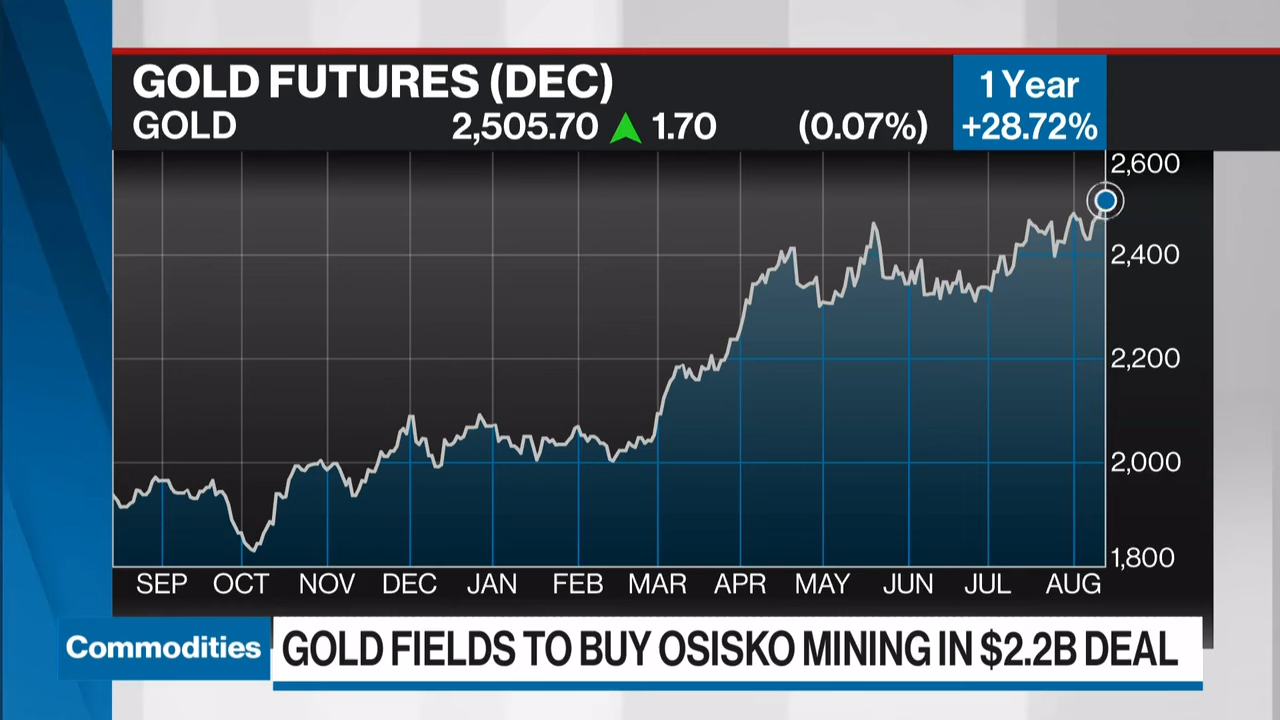 GOLD FUTURES (DEC)
1 Year
GOLD 2,505.70 1.70 (0.07%) +28.72%
2,600
2,400
2,200
2,000
1,800
SEP OCT NOV DEC JAN FEB MAR APR MAY JUN JUL AUG
Commodities
GOLD FIELDS TO BUY OSISKO MINING IN $2.2B DEAL